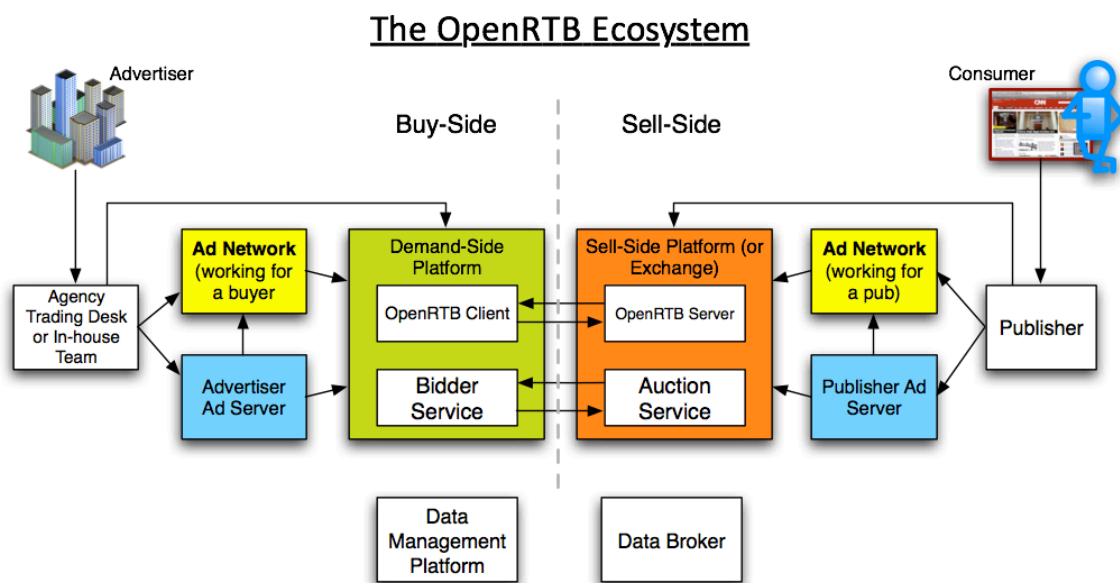 The OpenRTB Ecosystem
Advertiser
Consumer
Buy-Side
Sell-Side
CNN
Agency
Trading Desk
or In-house
Team
Ad Network
(working for
a buyer
Advertiser
Ad Server
Demand-Side
Platform
OpenRTB Client
Bidder
Service
Sell-Side Platform (or
Exchange)
OpenRTB Server
Auction
Service
Ad Network
(working for
a pub)
Publisher Ad
Server
Publisher
Data
Management
Platform
Data Broker